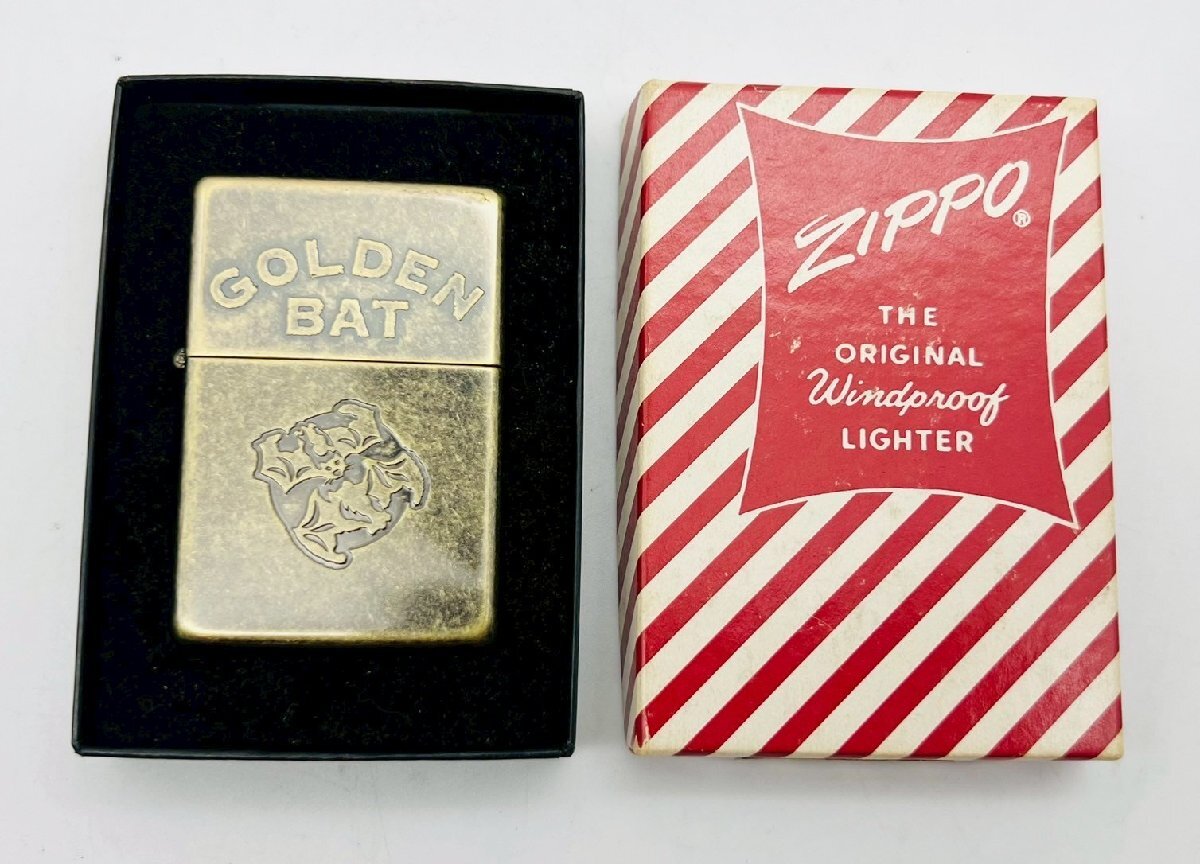 GOLDEN
BAT
ZIPPO®
THE
ORIGINAL
Windproof
LIGHTER